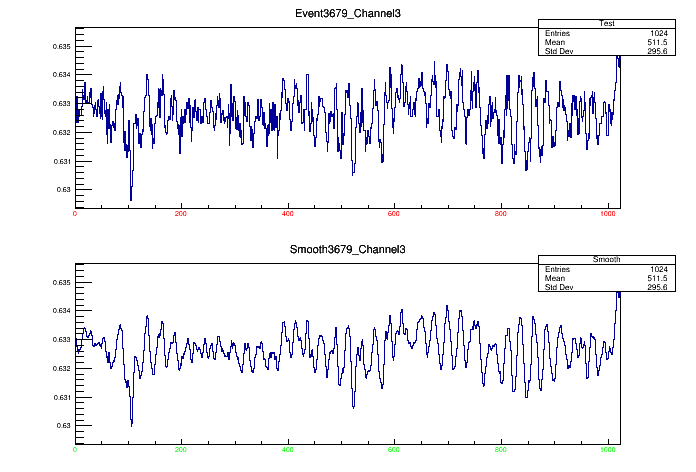 Event3679_Channel3
Test
Entries 1024
Mean 511.5
Std Dev 295.6
0.635
0.634
0.633
0.632
0.631
0.63
0 200 400 600 800 1000
Smooth3679_Channel3
Smooth
Entries 1024
Mean 511.5
Std Dev 295.6
0.635
0.634
0.633
0.632
0.631
0.63
0 200 400 600 800 1000